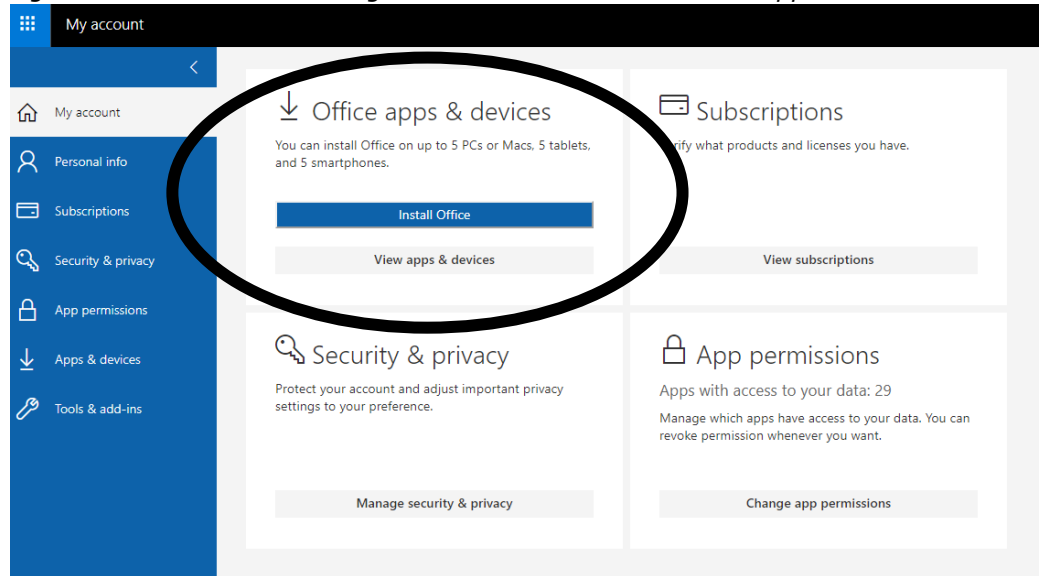 My account
My account
Personal info
Subscriptions
Security & privacy
App permissions
Apps & devices
Tools & add-ins
Office apps & devices
You can install Office on up to 5 PCs or Macs, 5 tablets,
and 5 smartphones.
Install Office
View apps & devices
Subscriptions
what products and licenses you have.
View subscriptions
Security & privacy
Protect your account and adjust important privacy
settings to your preference.
Manage security & privacy
App permissions
Apps with access to your data: 29
Manage which apps have access to your data. You can
revoke permission whenever you want.
Change app permissions